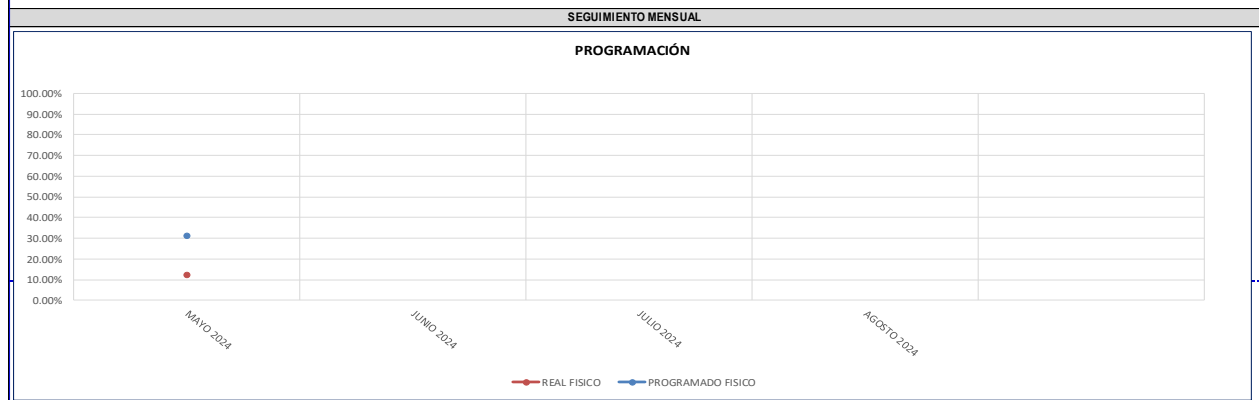 SEGUIMIENTO MENSUAL
PROGRAMACIÓN
100.00%
90.00%
80.00%
70.00%
60.00%
50.00%
40.00%
30.00%
20.00%
10.00%
0.00%
MAYO 2024
JUNIO 2024
JULIO 2024
AGOSTO 2024
REAL FISICO
PROGRAMADO FISICO